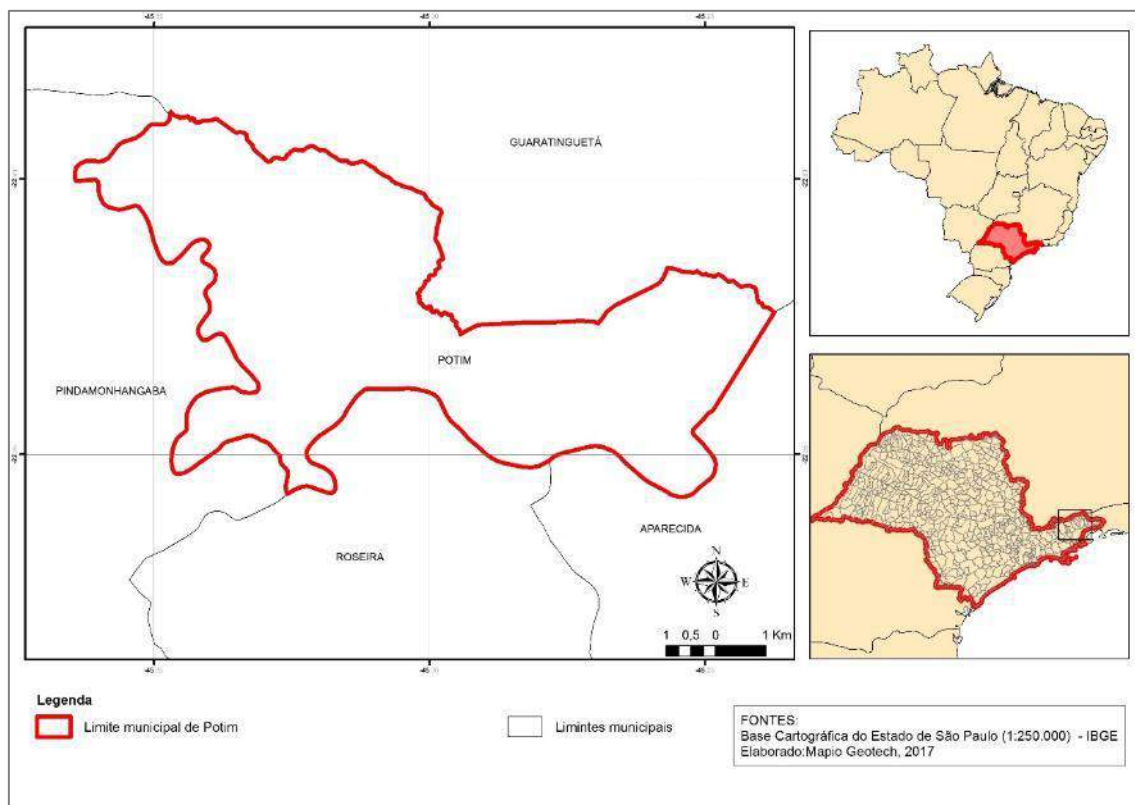 GUARATINGUETÁ
POTIM
PINDAMONHANGABA
ROSEIRA
APARECIDA
N
W
E
S
1 0,5 0 1 Km
Legenda
Limite municipal de Potim
Limintes municipais
FONTES:
Base Cartográfica do Estado de São Paulo (1:250.000) - IBGE
Elaborado:Mapio Geotech, 2017